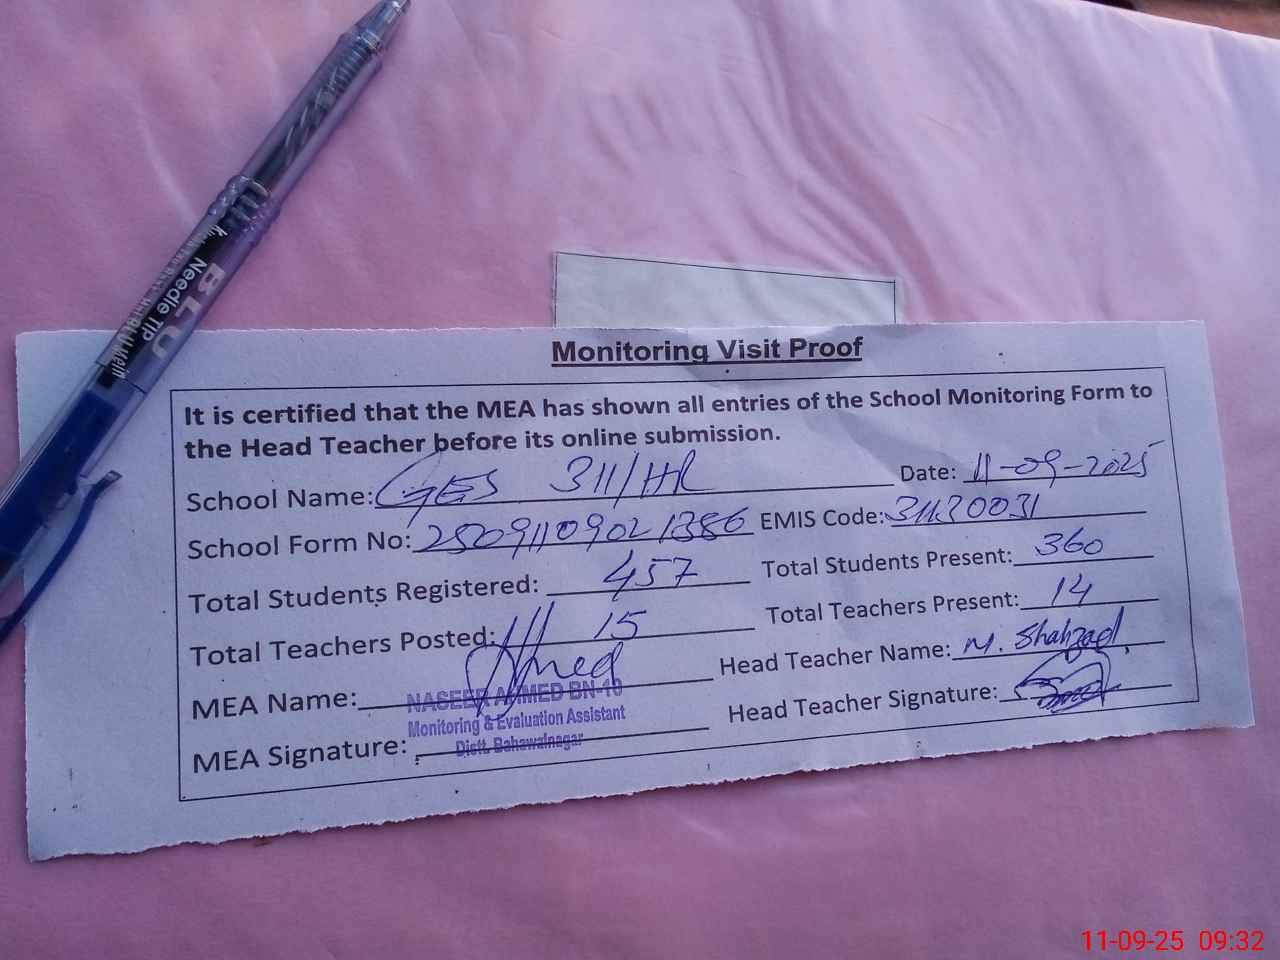 BLU
Needle TIP
Monitoring Visit Proof
It is certified that the MEA has shown all entries of the School Monitoring Form to
the Head Teacher before its online submission.
School Name: GES 311/HR Date: 11-09-2025
School Form No: 25091109021386 EMIS Code: 31130031
Total Students Registered: 457 Total Students Present: 360
Total Teachers Posted: 15 Total Teachers Present: 14
MEA Name: Head Teacher Name: M. Shahzad
NASEER AHMED BN-10
Monitoring & Evaluation Assistant
MEA Signature: Head Teacher Signature:
Distt. Bahawalnagar
11-09-25 09:32